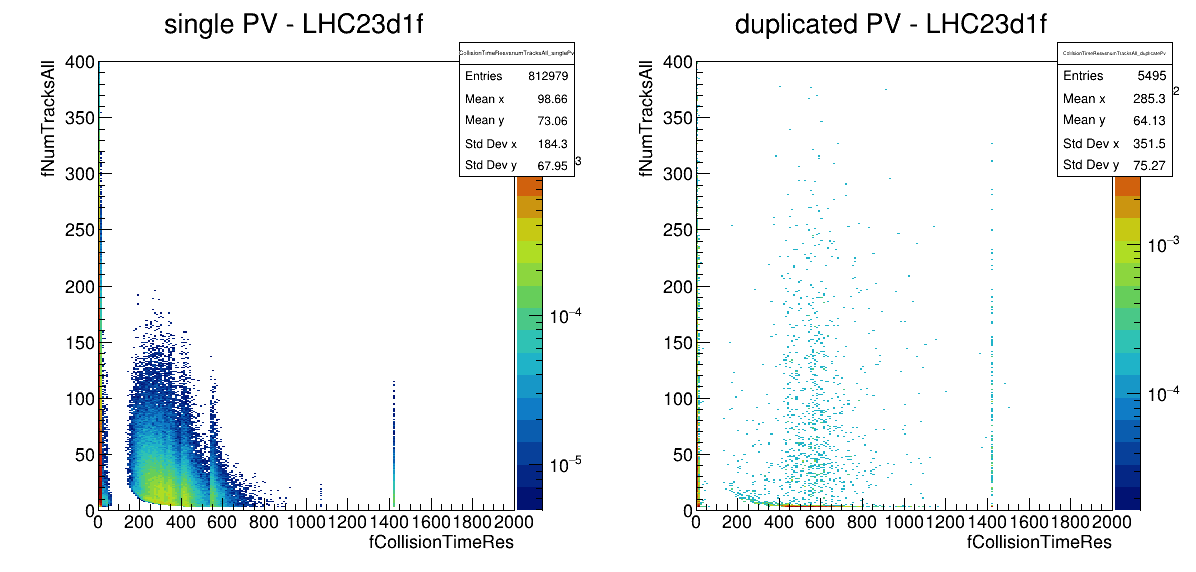 single PV - LHC23d1f
fNumTracksAll
400
350
300
250
200
150
100
50
0
0 200 400 600 800 1000 1200 1400 1600 1800 2000
fCollisionTimeRes
Entries 812979
Mean x 98.66
Mean y 73.06
Std Dev x 184.3
Std Dev y 67.95
3
10−4
10−5
duplicated PV - LHC23d1f
fNumTracksAll
400
350
300
250
200
150
100
50
0
0 200 400 600 800 1000 1200 1400 1600 1800 2000
fCollisionTimeRes
Entries 5495
Mean x 285.3
Mean y 64.13
Std Dev x 351.5
Std Dev y 75.27
2
10−3
10−4